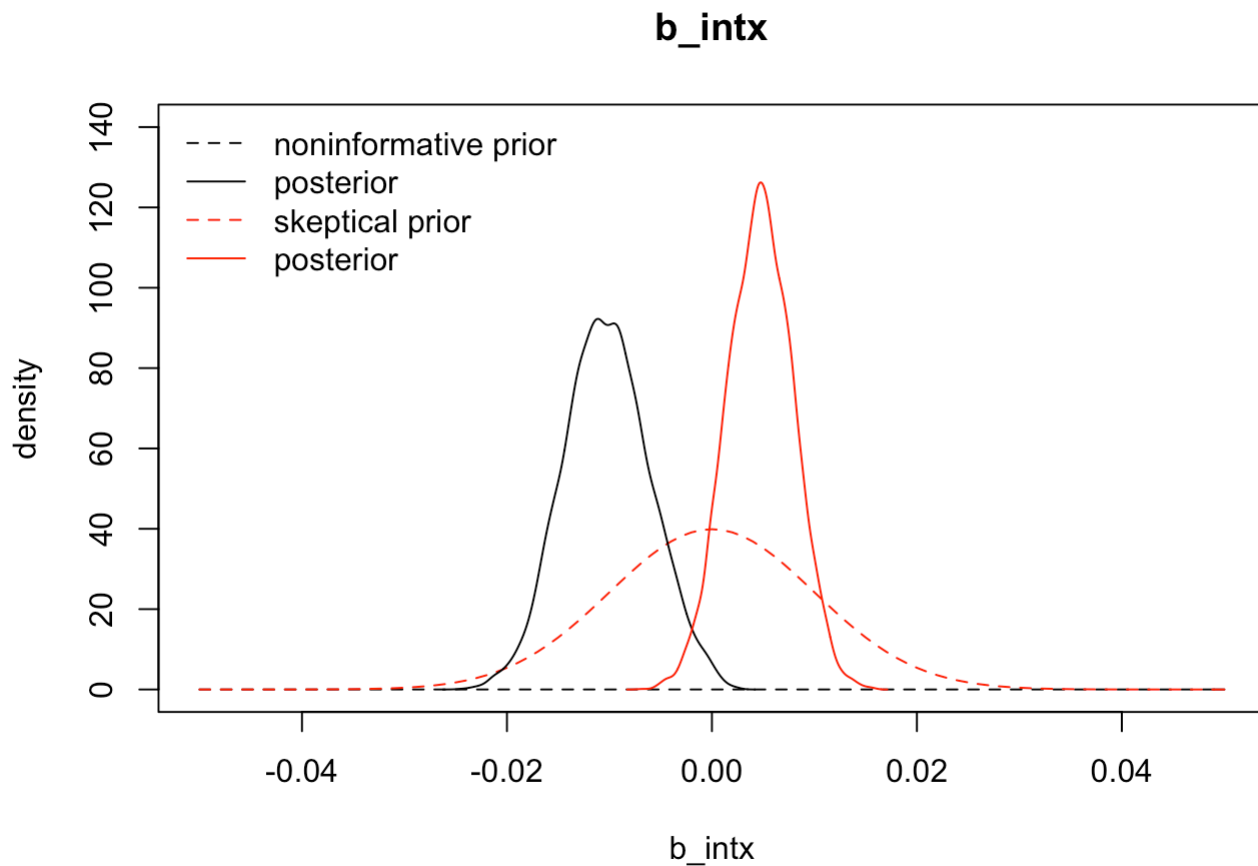 b_intx
noninformative prior
posterior
skeptical prior
posterior
density
140
120
100
80
60
40
20
0
-0.04 -0.02 0.00 0.02 0.04
b_intx